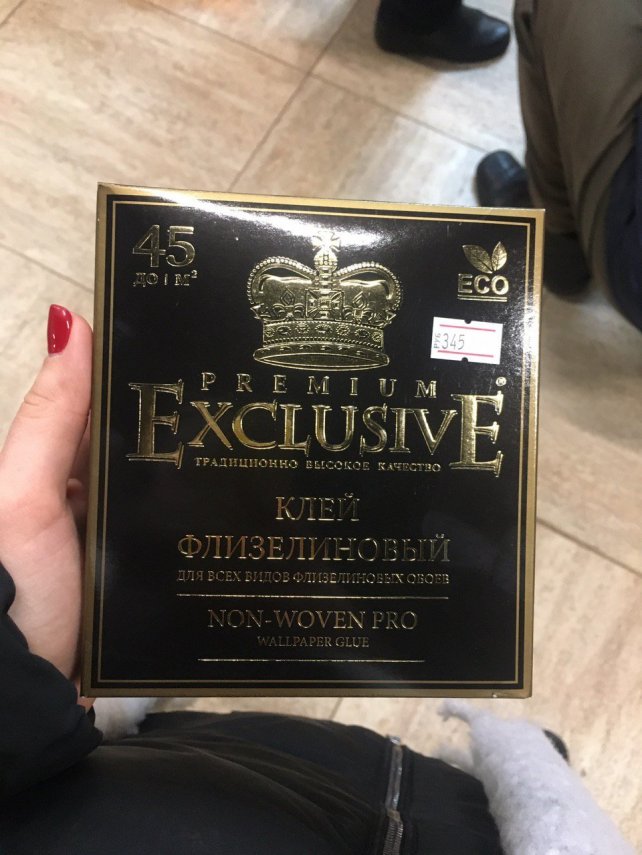 45
ДО | М²
ECO
345
PREMIUM
EXCLUSIVE®
ТРАДИЦИОННО ВЫСОКОЕ КАЧЕСТВО
КЛЕЙ
ФЛИЗЕЛИНОВЫЙ
ДЛЯ ВСЕХ ВИДОВ ФЛИЗЕЛИНОВЫХ ОБОЕВ
NON-WOVEN PRO
WALLPAPER GLUE